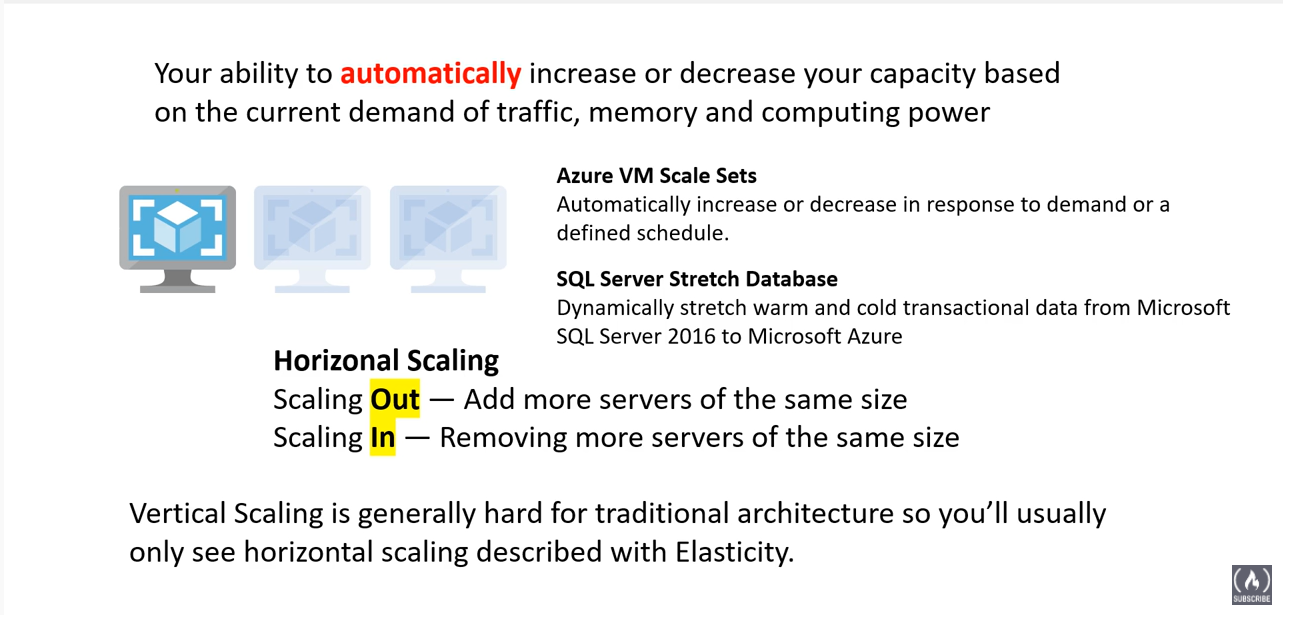 Your ability to automatically increase or decrease your capacity based
on the current demand of traffic, memory and computing power
Azure VM Scale Sets
Automatically increase or decrease in response to demand or a
defined schedule.
SQL Server Stretch Database
Dynamically stretch warm and cold transactional data from Microsoft
SQL Server 2016 to Microsoft Azure
Horizonal Scaling
Scaling Out — Add more servers of the same size
Scaling In — Removing more servers of the same size
Vertical Scaling is generally hard for traditional architecture so you’ll usually
only see horizontal scaling described with Elasticity.
SUBSCRIBE